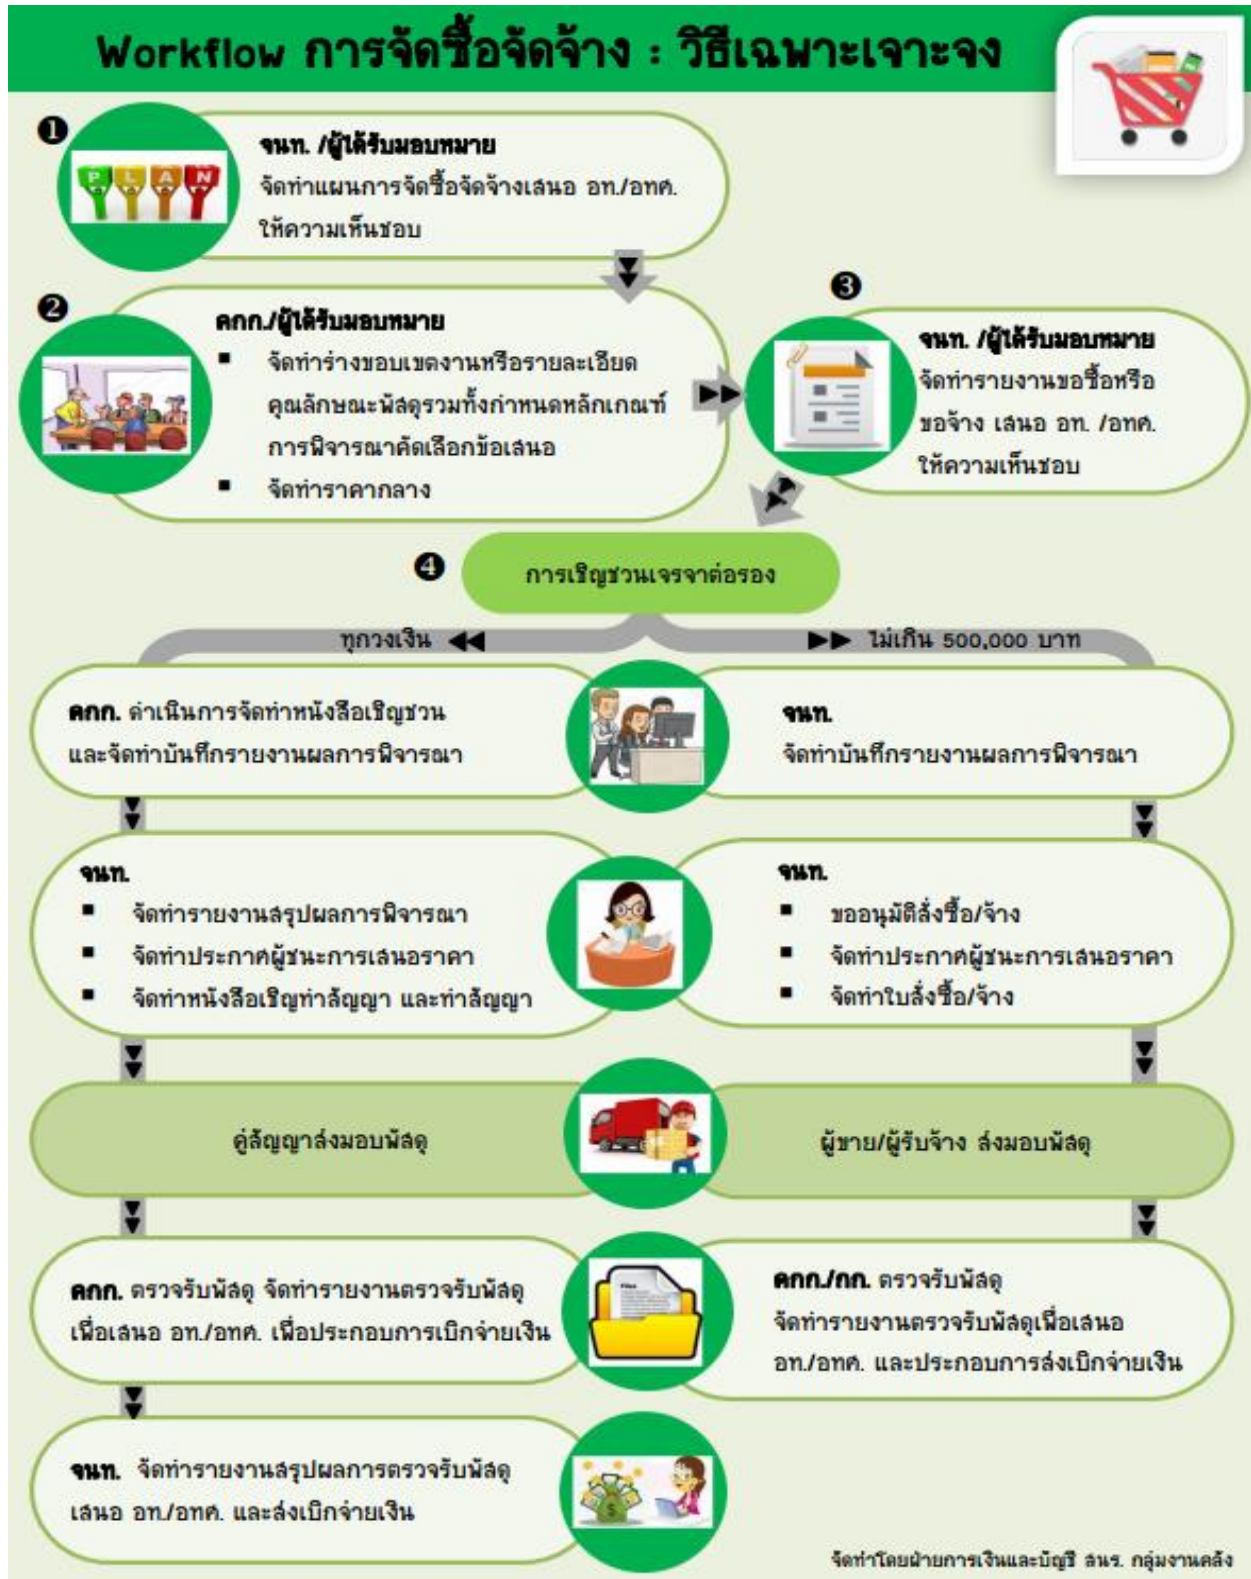 Workflow การจัดซื้อจัดจ้าง : วิธีเฉพาะเจาะจง
❶
PLAN
จนท. /ผู้ได้รับมอบหมาย
จัดทำแผนการจัดซื้อจัดจ้างเสนอ อท./อทศ.
ให้ความเห็นชอบ
❷
คกก./ผู้ได้รับมอบหมาย
▪ จัดทำร่างขอบเขตงานหรือรายละเอียด
คุณลักษณะพัสดุรวมทั้งกำหนดหลักเกณฑ์
การพิจารณาคัดเลือกข้อเสนอ
▪ จัดทำราคากลาง
❸
จนท. /ผู้ได้รับมอบหมาย
จัดทำรายงานขอซื้อหรือ
ขอจ้าง เสนอ อท. /อทศ.
ให้ความเห็นชอบ
❹
การเชิญชวนเจรจาต่อรอง
ทุกวงเงิน
ไม่เกิน 500,000 บาท
คกก. ดำเนินการจัดทำหนังสือเชิญชวน
และจัดทำบันทึกรายงานผลการพิจารณา
จนท.
จัดทำบันทึกรายงานผลการพิจารณา
จนท.
▪ จัดทำรายงานสรุปผลการพิจารณา
▪ จัดทำประกาศผู้ชนะการเสนอราคา
▪ จัดทำหนังสือเชิญทำสัญญา และทำสัญญา
จนท.
▪ ขออนุมัติสั่งซื้อ/จ้าง
▪ จัดทำประกาศผู้ชนะการเสนอราคา
▪ จัดทำใบสั่งซื้อ/จ้าง
คู่สัญญาส่งมอบพัสดุ
ผู้ขาย/ผู้รับจ้าง ส่งมอบพัสดุ
คกก. ตรวจรับพัสดุ จัดทำรายงานตรวจรับพัสดุ
เพื่อเสนอ อท./อทศ. เพื่อประกอบการเบิกจ่ายเงิน
Files
คกก./กก. ตรวจรับพัสดุ
จัดทำรายงานตรวจรับพัสดุเพื่อเสนอ
อท./อทศ. และประกอบการส่งเบิกจ่ายเงิน
จนท. จัดทำรายงานสรุปผลการตรวจรับพัสดุ
เสนอ อท./อทศ. และส่งเบิกจ่ายเงิน
$
จัดทำโดยฝ่ายการเงินและบัญชี สนร. กลุ่มงานคลัง